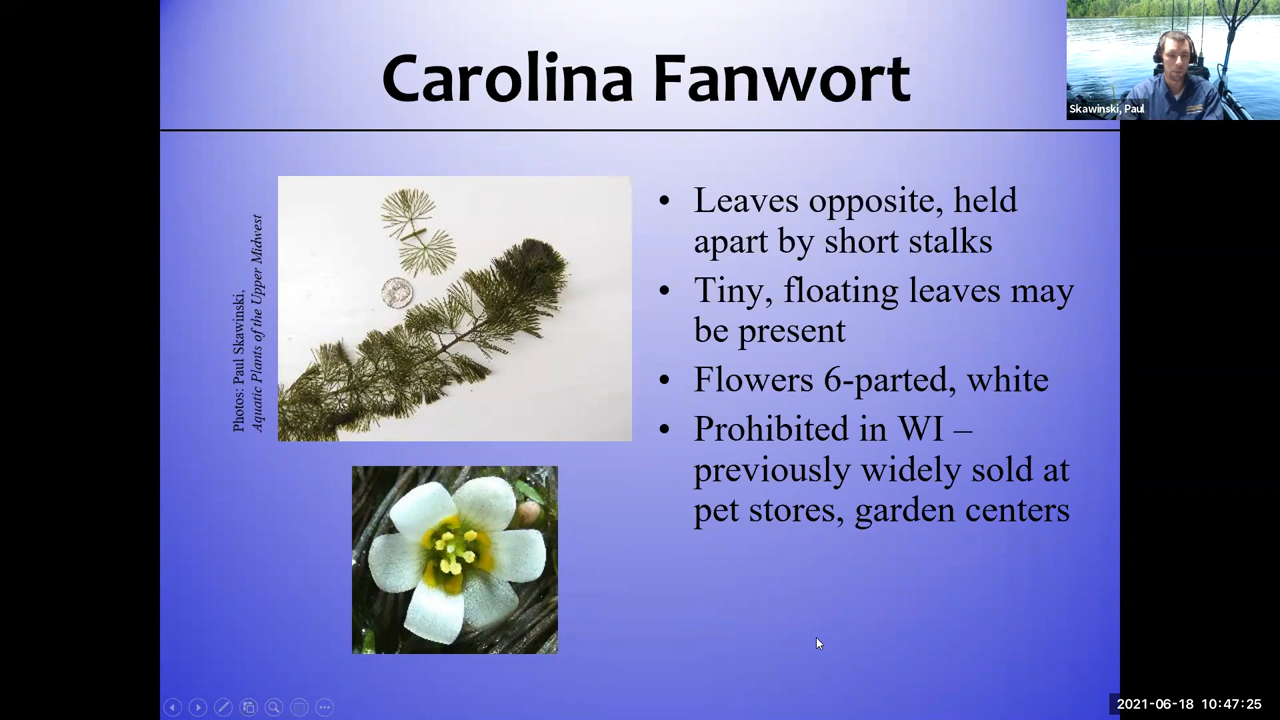 Carolina Fanwort
Skawinski, Paul
Photos: Paul Skawinski,
Aquatic Plants of the Upper Midwest
• Leaves opposite, held
apart by short stalks
• Tiny, floating leaves may
be present
• Flowers 6-parted, white
• Prohibited in WI –
previously widely sold at
pet stores, garden centers
2021-06-18 10:47:25